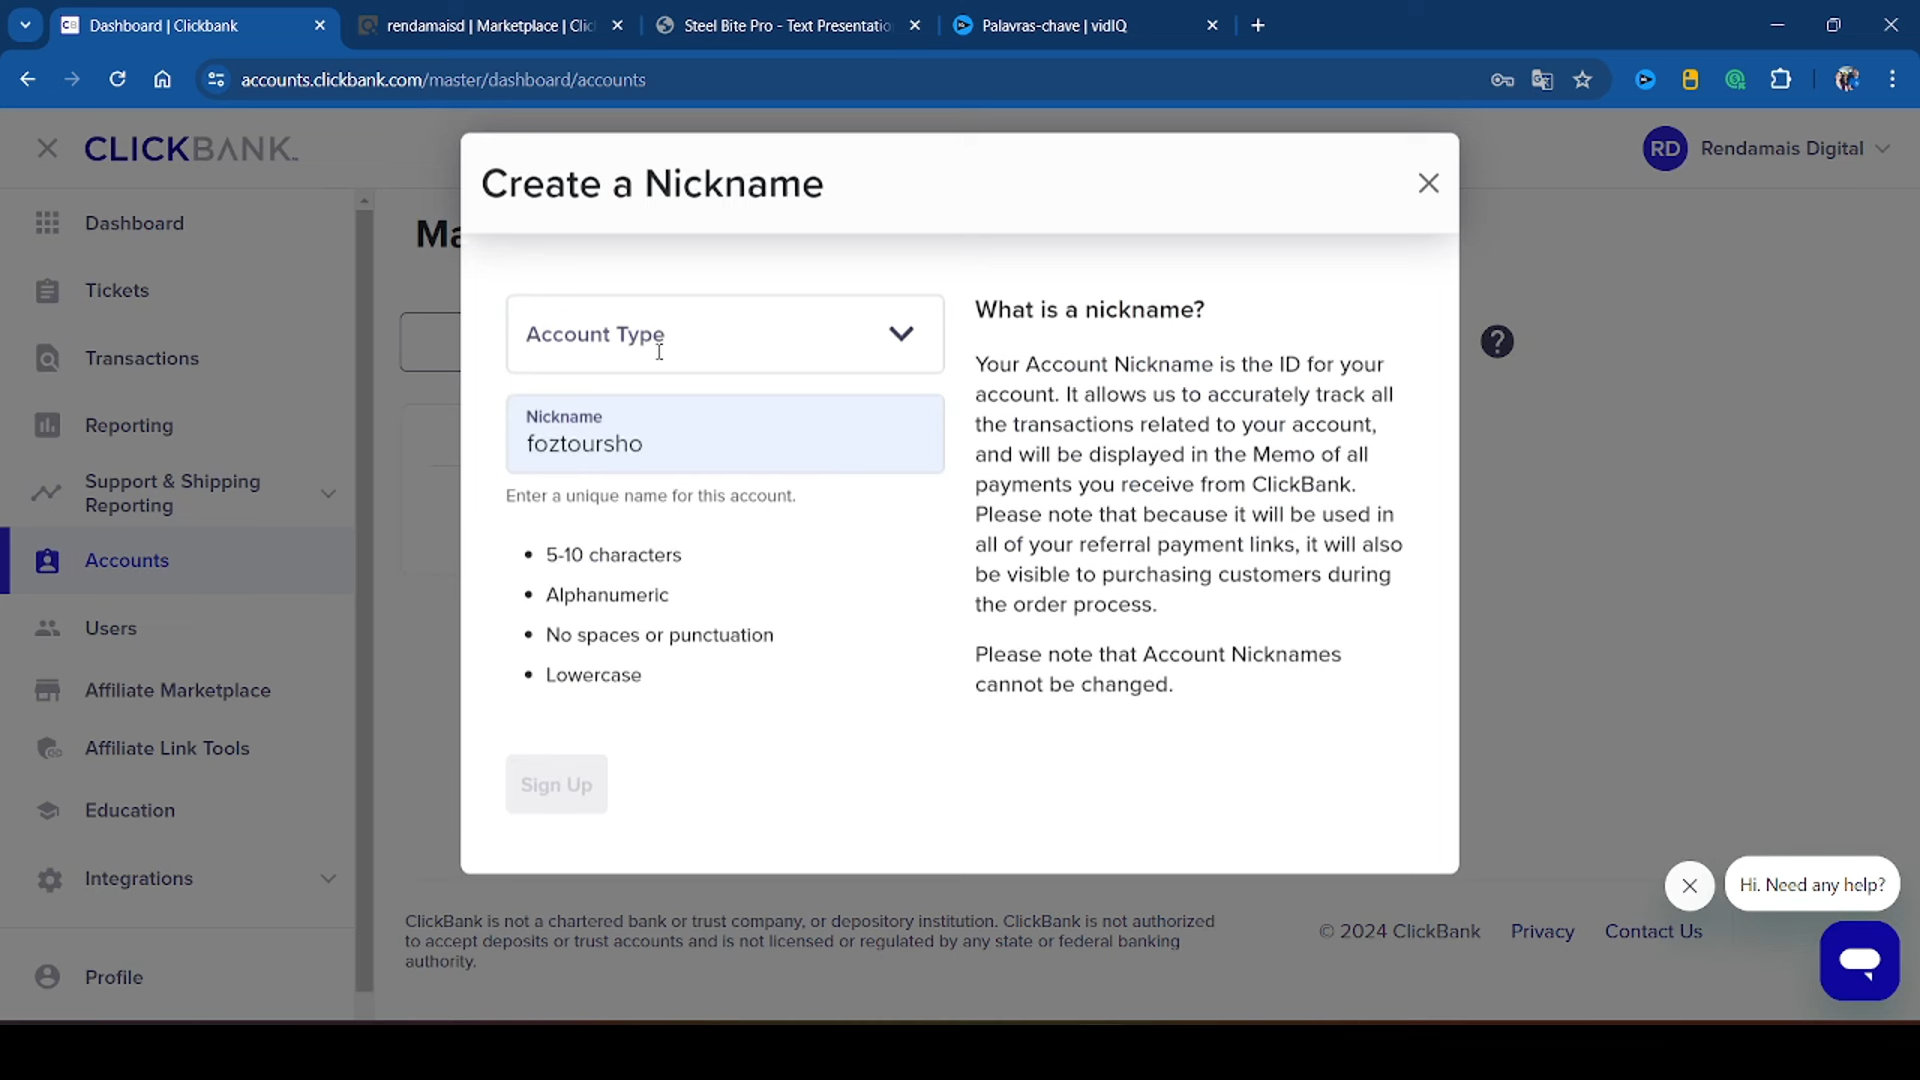 Dashboard | Clickbank
rendamaisd | Marketplace | Clic
Steel Bite Pro - Text Presentatio
Palavras-chave | vidIQ
accounts.clickbank.com/master/dashboard/accounts
CLICKBANK
RD Rendamais Digital
Dashboard
Tickets
Transactions
Reporting
Support & Shipping
Reporting
Accounts
Users
Affiliate Marketplace
Affiliate Link Tools
Education
Integrations
Profile
Ma
Create a Nickname
Account Type
Nickname
foztoursho
Enter a unique name for this account.
• 5-10 characters
• Alphanumeric
• No spaces or punctuation
• Lowercase
Sign Up
What is a nickname?
Your Account Nickname is the ID for your
account. It allows us to accurately track all
the transactions related to your account,
and will be displayed in the Memo of all
payments you receive from ClickBank.
Please note that because it will be used in
all of your referral payment links, it will also
be visible to purchasing customers during
the order process.
Please note that Account Nicknames
cannot be changed.
?
Hi. Need any help?
ClickBank is not a chartered bank or trust company, or depository institution. ClickBank is not authorized
to accept deposits or trust accounts and is not licensed or regulated by any state or federal banking
authority.
© 2024 ClickBank Privacy Contact Us